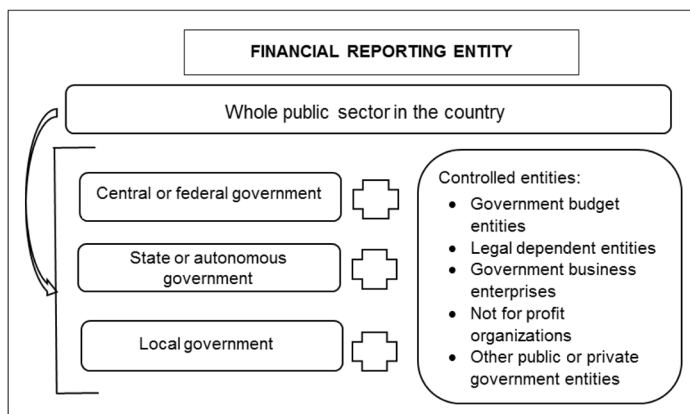 FINANCIAL REPORTING ENTITY
Whole public sector in the country
Central or federal government
State or autonomous
government
Local government
Controlled entities:
• Government budget
entities
• Legal dependent entities
• Government business
enterprises
• Not for profit
organizations
• Other public or private
government entities